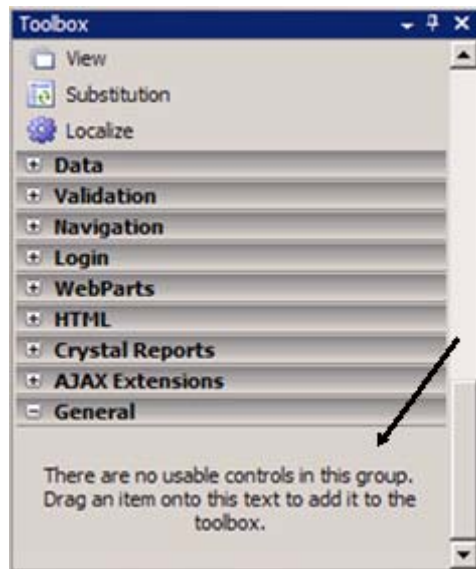 Toolbox
View
Substitution
Localize
Data
Validation
Navigation
Login
WebParts
HTML
Crystal Reports
AJAX Extensions
General
There are no usable controls in this group.
Drag an item onto this text to add it to the
toolbox.